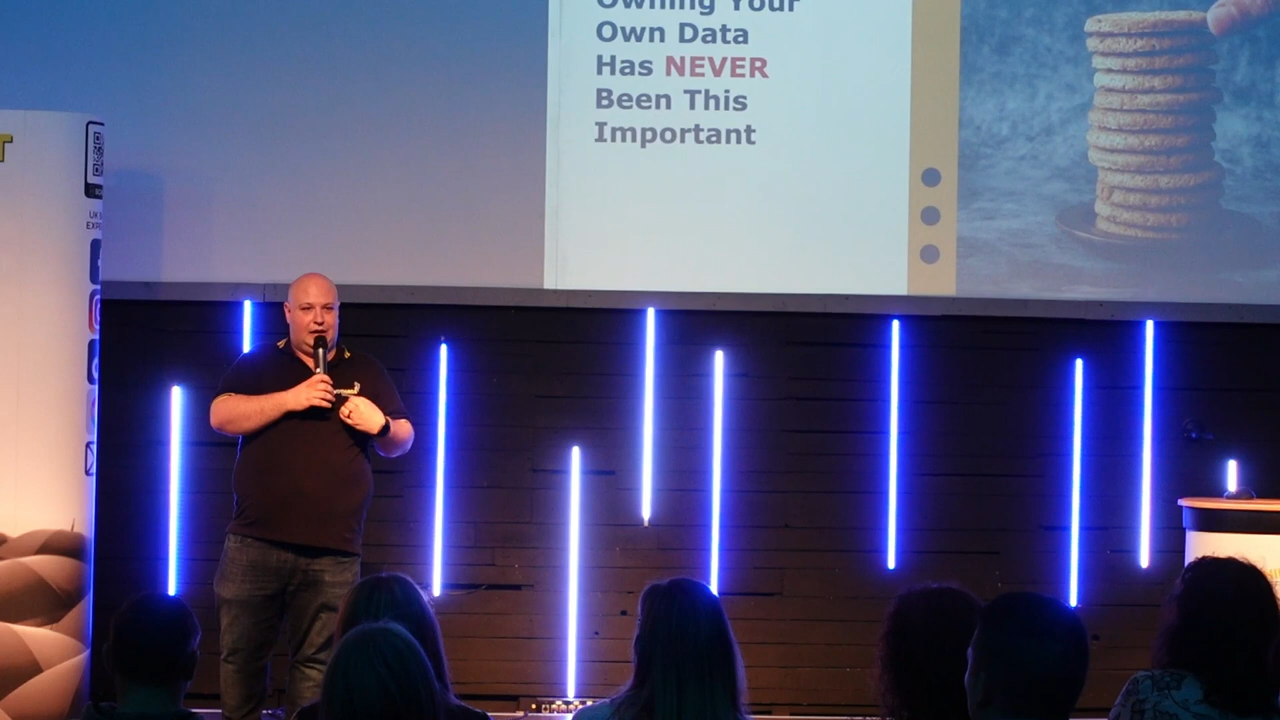 Owning Your
Own Data
Has NEVER
Been This
Important
T